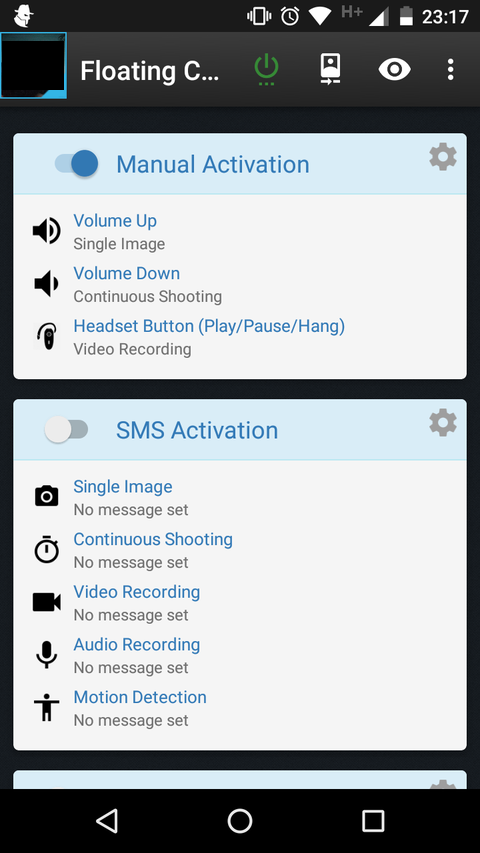 H+ 23:17
Floating C...
Manual Activation
Volume Up
Single Image
Volume Down
Continuous Shooting
Headset Button (Play/Pause/Hang)
Video Recording
SMS Activation
Single Image
No message set
Continuous Shooting
No message set
Video Recording
No message set
Audio Recording
No message set
Motion Detection
No message set